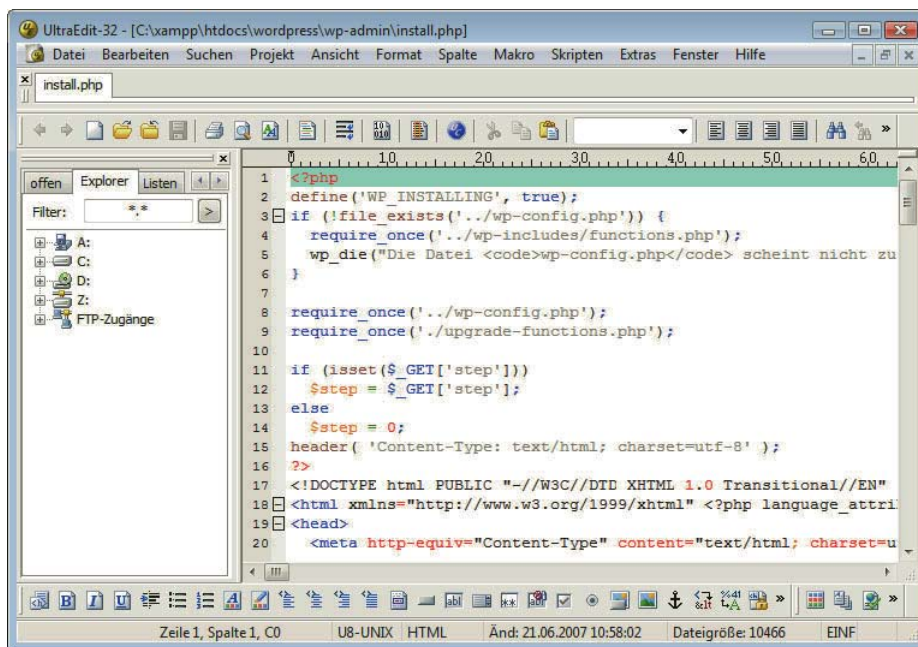 UltraEdit-32 - [C:\xampp\htdocs\wordpress\wp-admin\install.php]
Datei Bearbeiten Suchen Projekt Ansicht Format Spalte Makro Skripten Extras Fenster Hilfe
install.php
offen Explorer Listen
Filter: *.*
A:
C:
D:
Z:
FTP-Zugänge
0 10 20 30 40 50 60
1 <?php
2 define('WP_INSTALLING', true);
3 if (!file_exists('../wp-config.php')) {
4 require_once('../wp-includes/functions.php');
5 wp_die("Die Datei <code>wp-config.php</code> scheint nicht zu
6 }
7
8 require_once('../wp-config.php');
9 require_once('./upgrade-functions.php');
10
11 if (isset($_GET['step']))
12 $step = $_GET['step'];
13 else
14 $step = 0;
15 header( 'Content-Type: text/html; charset=utf-8' );
16 ?>
17 <!DOCTYPE html PUBLIC "-//W3C//DTD XHTML 1.0 Transitional//EN"
18 <html xmlns="http://www.w3.org/1999/xhtml" <?php language_attri
19 <head>
20 <meta http-equiv="Content-Type" content="text/html; charset=u
Zeile 1, Spalte 1, C0 U8-UNIX HTML Änd: 21.06.2007 10:58:02 Dateigröße: 10466 EINF